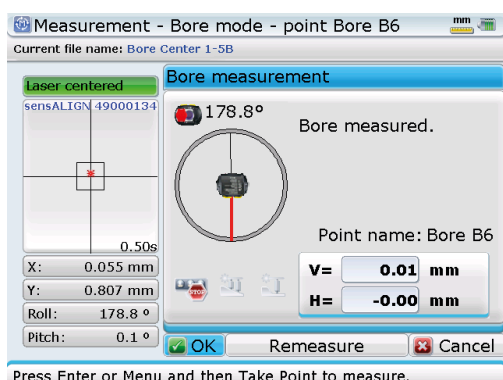 Measurement - Bore mode - point Bore B6
mm
Current file name: Bore Center 1-5B
Laser centered
sensALIGN 49000134
0.50s
X: 0.055 mm
Y: 0.807 mm
Roll: 178.8 º
Pitch: 0.1 º
Bore measurement
178.8º
Bore measured.
Point name: Bore B6
V= 0.01 mm
H= -0.00 mm
STOP
OK
Remeasure
Cancel
Press Enter or Menu and then Take Point to measure.